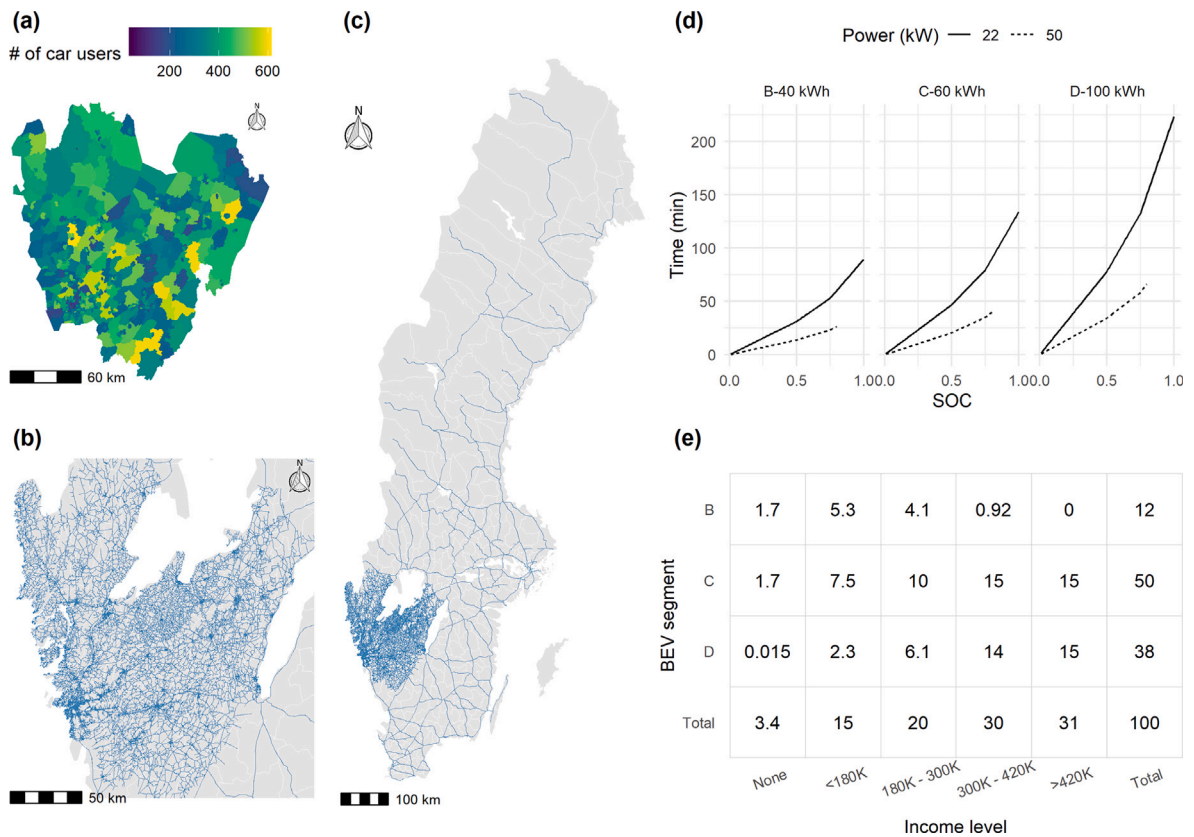 (a)
# of car users
200 400 600
N
60 km
(b)
N
50 km
(c)
N
100 km
(d)
Power (kW) 22 50
B-40 kWh C-60 kWh D-100 kWh
Time (min)
200
150
100
50
0
0.0 0.5 1.00.0 0.5 1.00.0 0.5 1.0
SOC
(e)
BEV segment
B 1.7 5.3 4.1 0.92 0 12
C 1.7 7.5 10 15 15 50
D 0.015 2.3 6.1 14 15 38
Total 3.4 15 20 30 31 100
None <180K 180K - 300K 300K - 420K >420K Total
Income level